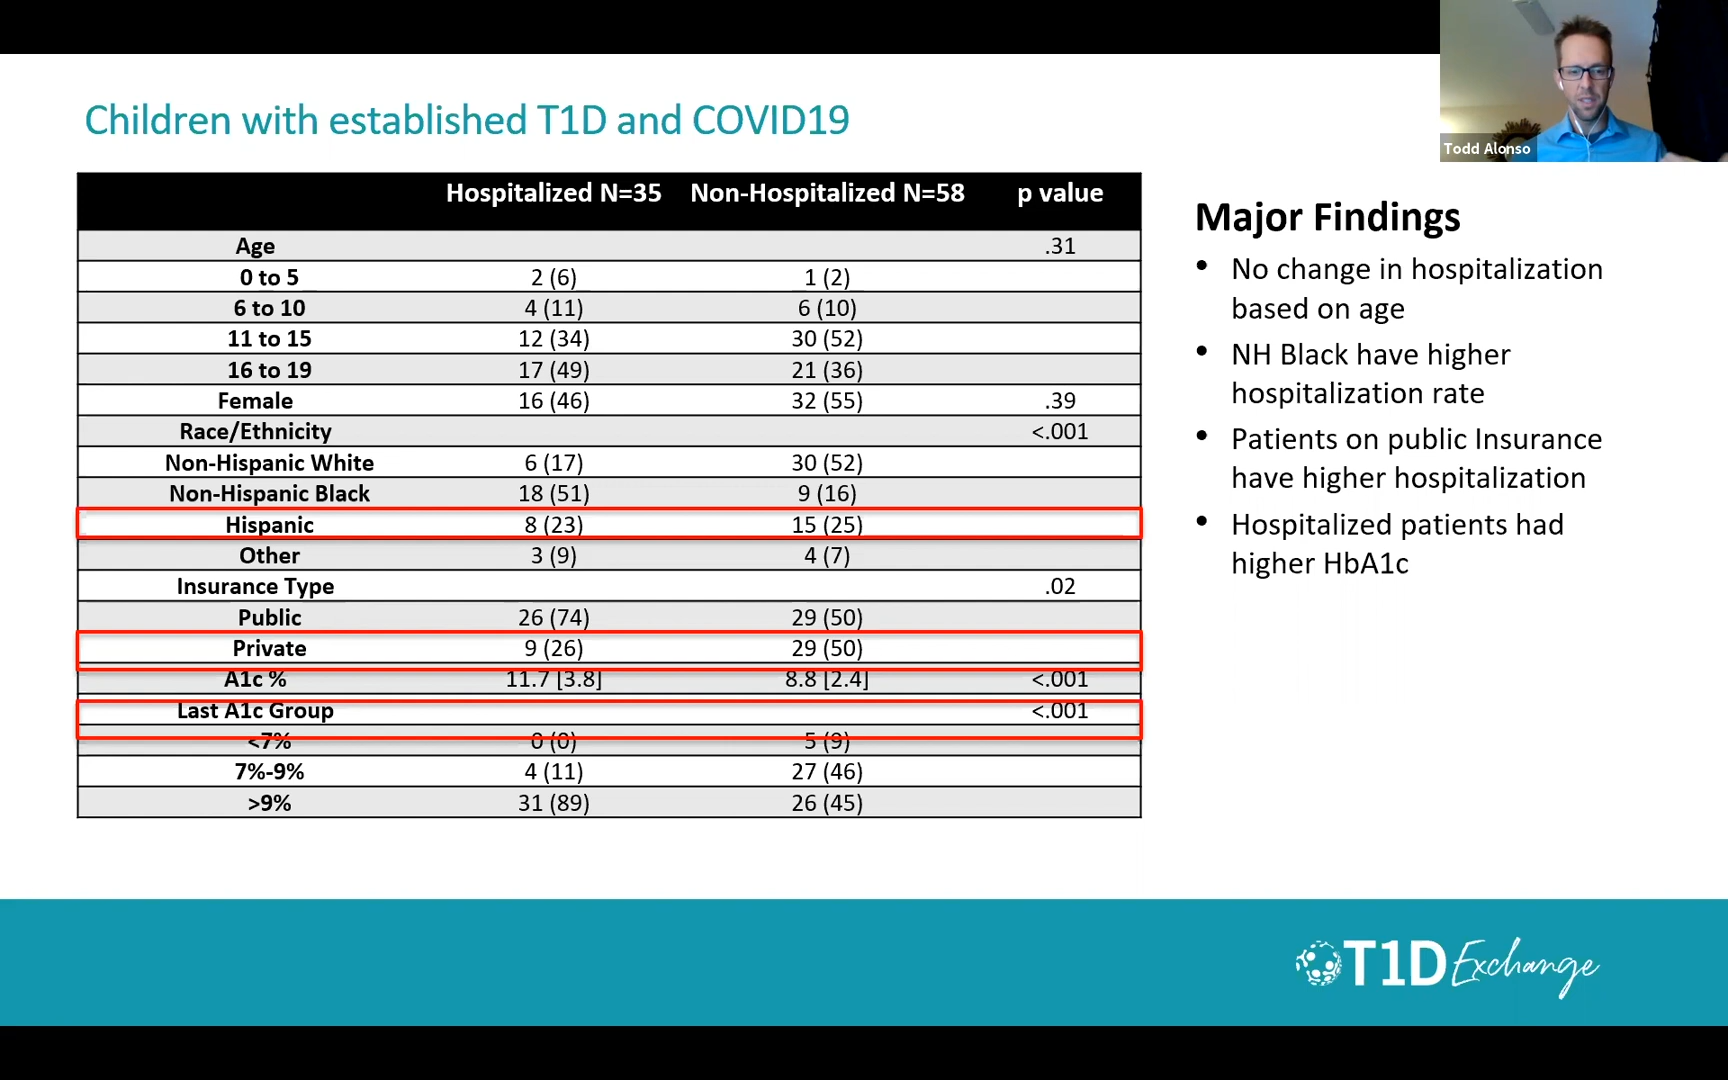 Todd Alonso
Children with established T1D and COVID19
Hospitalized N=35 Non-Hospitalized N=58 p value
Age .31
0 to 5 2 (6) 1 (2)
6 to 10 4 (11) 6 (10)
11 to 15 12 (34) 30 (52)
16 to 19 17 (49) 21 (36)
Female 16 (46) 32 (55) .39
Race/Ethnicity <.001
Non-Hispanic White 6 (17) 30 (52)
Non-Hispanic Black 18 (51) 9 (16)
Hispanic 8 (23) 15 (25)
Other 3 (9) 4 (7)
Insurance Type .02
Public 26 (74) 29 (50)
Private 9 (26) 29 (50)
A1c % 11.7 [3.8] 8.8 [2.4] <.001
Last A1c Group <.001
<7% 0 (0) 5 (9)
7%-9% 4 (11) 27 (46)
>9% 31 (89) 26 (45)
Major Findings
• No change in hospitalization
based on age
• NH Black have higher
hospitalization rate
• Patients on public Insurance
have higher hospitalization
• Hospitalized patients had
higher HbA1c
T1D Exchange